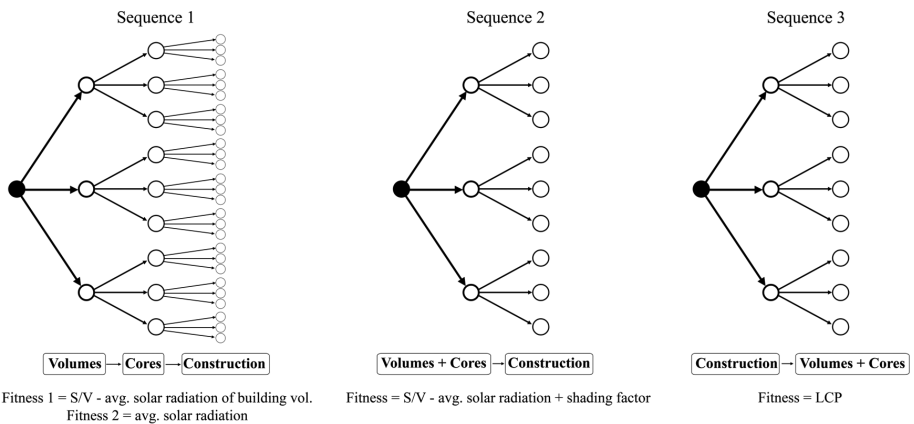 Sequence 1
Sequence 2
Sequence 3
Volumes → Cores → Construction
Volumes + Cores → Construction
Construction → Volumes + Cores
Fitness 1 = S/V - avg. solar radiation of building vol.
Fitness 2 = avg. solar radiation
Fitness = S/V - avg. solar radiation + shading factor
Fitness = LCP